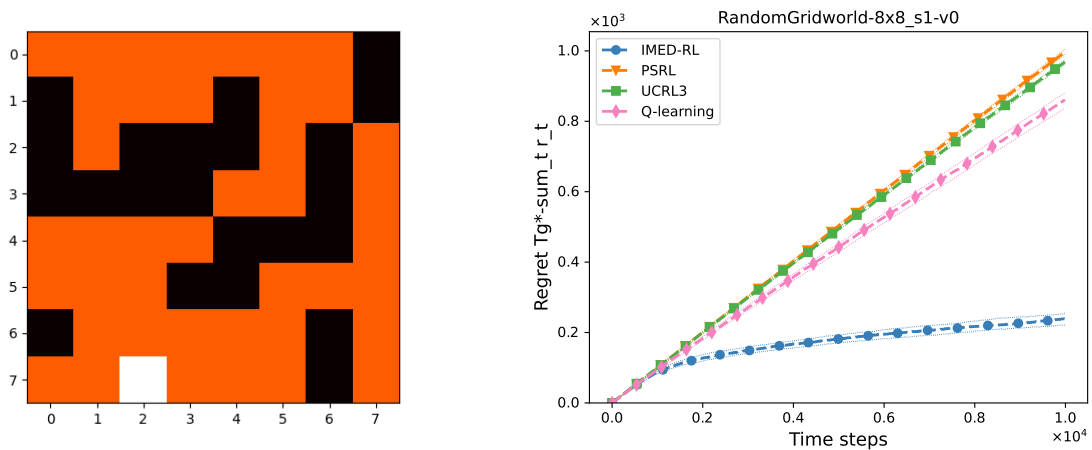 0
1
2
3
4
5
6
7
0 1 2 3 4 5 6 7
RandomGridworld-8x8_s1-v0
×10³
IMED-RL
PSRL
UCRL3
Q-learning
Regret Tg*-sum_t r_t
1.0
0.8
0.6
0.4
0.2
0.0
0.0 0.2 0.4 0.6 0.8 1.0
×10⁴
Time steps